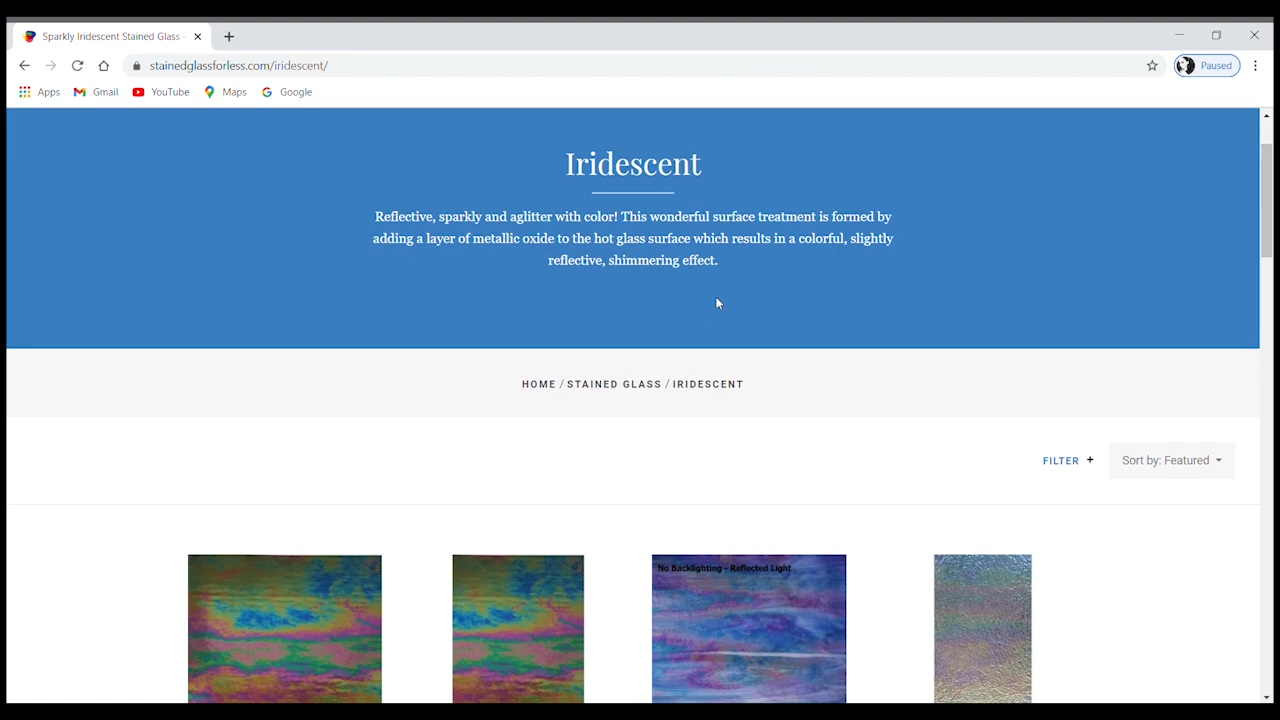 Sparkly Iridescent Stained Glass
stainedglassforless.com/iridescent/
Paused
Apps Gmail YouTube Maps Google
Iridescent
Reflective, sparkly and aglitter with color! This wonderful surface treatment is formed by
adding a layer of metallic oxide to the hot glass surface which results in a colorful, slightly
reflective, shimmering effect.
HOME / STAINED GLASS / IRIDESCENT
FILTER +
Sort by: Featured
No Backlighting - Reflected Light